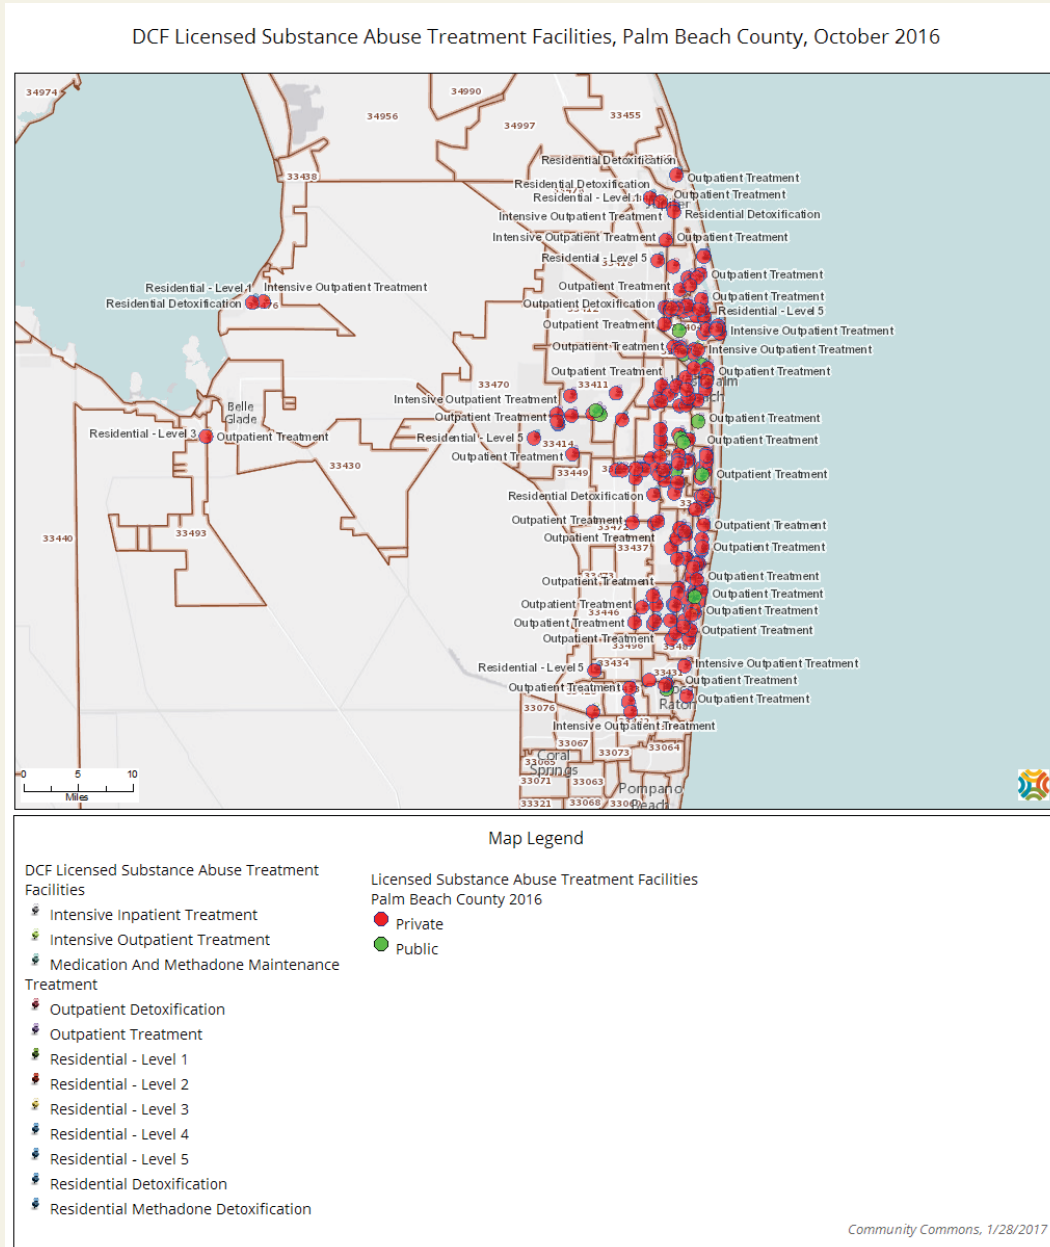 DCF Licensed Substance Abuse Treatment Facilities, Palm Beach County, October 2016
34974
34990
34956
33455
34997
Residential Detoxification
33438
Outpatient Treatment
Residential Detoxification
Outpatient Treatment
Residential - Level 1
Intensive Outpatient Treatment
Residential Detoxification
Intensive Outpatient Treatment
Outpatient Treatment
Residential - Level 5
Outpatient Treatment
Residential - Level 1
Intensive Outpatient Treatment
Outpatient Treatment
Outpatient Treatment
Residential Detoxification
Outpatient Detoxification
Residential - Level 5
Outpatient Treatment
Intensive Outpatient Treatment
Outpatient Treatment
Intensive Outpatient Treatment
Outpatient Treatment
Outpatient Treatment
33470
33411
Intensive Outpatient Treatment
Belle
Glade
Outpatient Treatment
Outpatient Treatment
Residential - Level 3
Outpatient Treatment
Residential - Level 5
33414
Outpatient Treatment
Outpatient Treatment
33430
33449
Outpatient Treatment
Residential Detoxification
Outpatient Treatment
Outpatient Treatment
33440
33493
Outpatient Treatment
33437
Outpatient Treatment
Outpatient Treatment
Outpatient Treatment
Outpatient Treatment
Outpatient Treatment
33446
Outpatient Treatment
Outpatient Treatment
Outpatient Treatment
Outpatient Treatment
33496
33487
Residential - Level 5
33434
Intensive Outpatient Treatment
33431
Outpatient Treatment
Outpatient Treatment
Outpatient Treatment
33076
Raton
Intensive Outpatient Treatment
33067
33073
33064
Coral
33065
Springs
0 5 10
Miles
33071
33063
Pompano
Beach
33321
33068
Map Legend
DCF Licensed Substance Abuse Treatment
Facilities
Intensive Inpatient Treatment
Intensive Outpatient Treatment
Medication And Methadone Maintenance
Treatment
Outpatient Detoxification
Outpatient Treatment
Residential - Level 1
Residential - Level 2
Residential - Level 3
Residential - Level 4
Residential - Level 5
Residential Detoxification
Residential Methadone Detoxification
Licensed Substance Abuse Treatment Facilities
Palm Beach County 2016
Private
Public
Community Commons, 1/28/2017